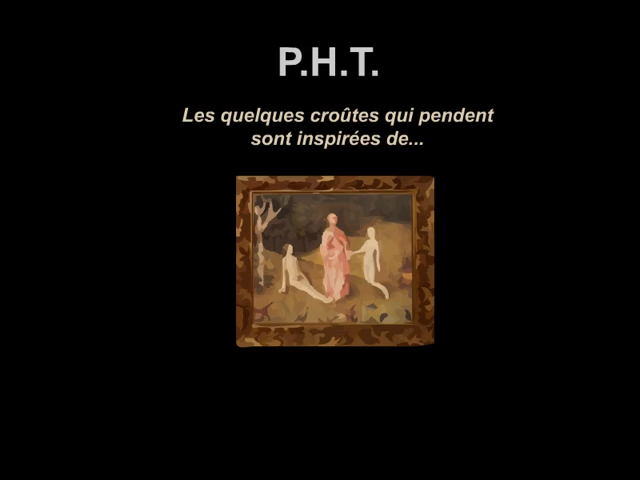 P.H.T.
Les quelques croûtes qui pendent
sont inspirées de...